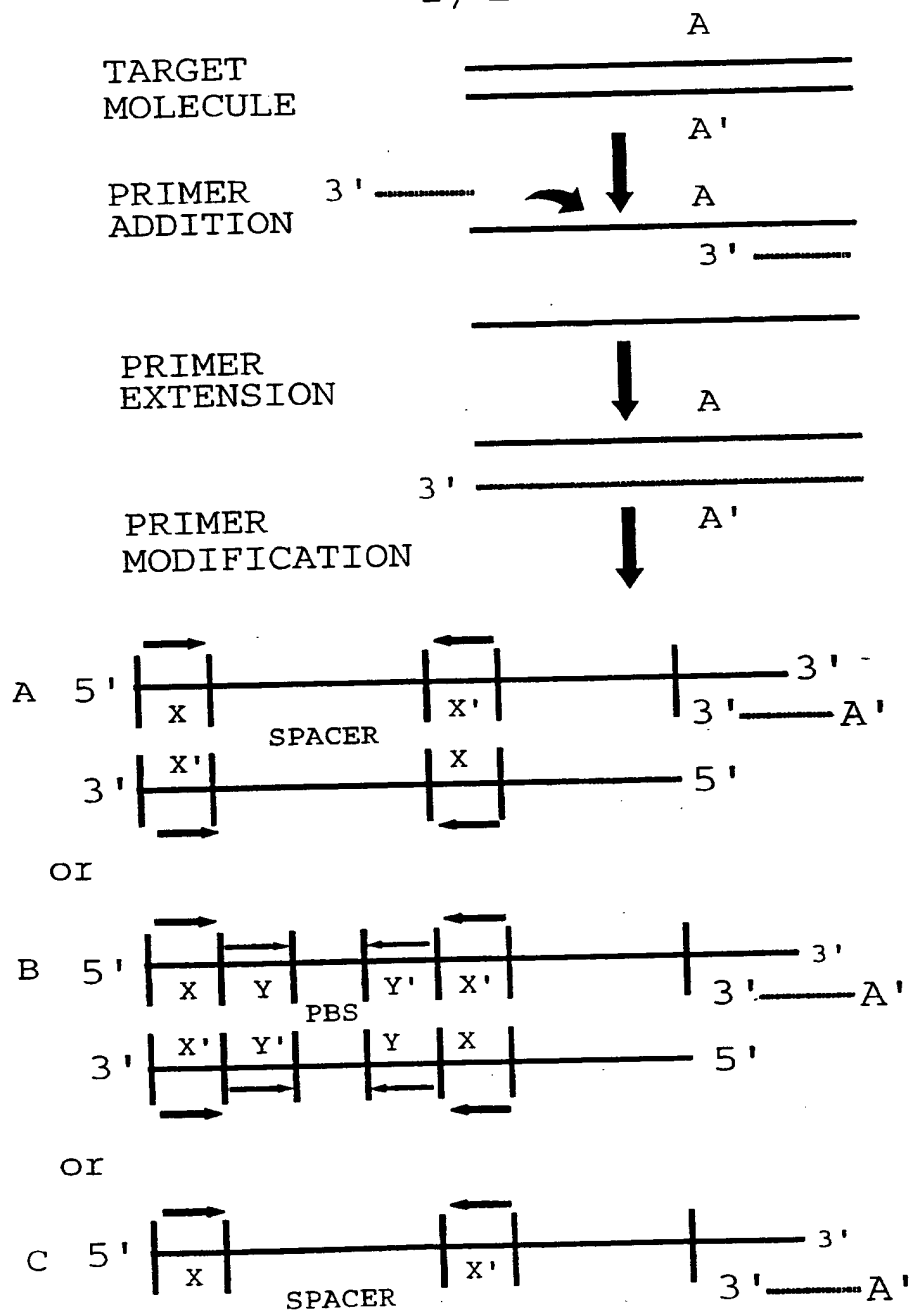 A
TARGET
MOLECULE
A'
PRIMER
ADDITION
3'
A
3'
PRIMER
EXTENSION
A
3'
A'
PRIMER
MODIFICATION
A 5' X X' 3'
3' A'
SPACER
3' X' X 5'
or
B 5' X Y Y' X' 3'
3' A'
PBS
3' X' Y' Y X 5'
or
C 5' X X' 3'
3' A'
SPACER